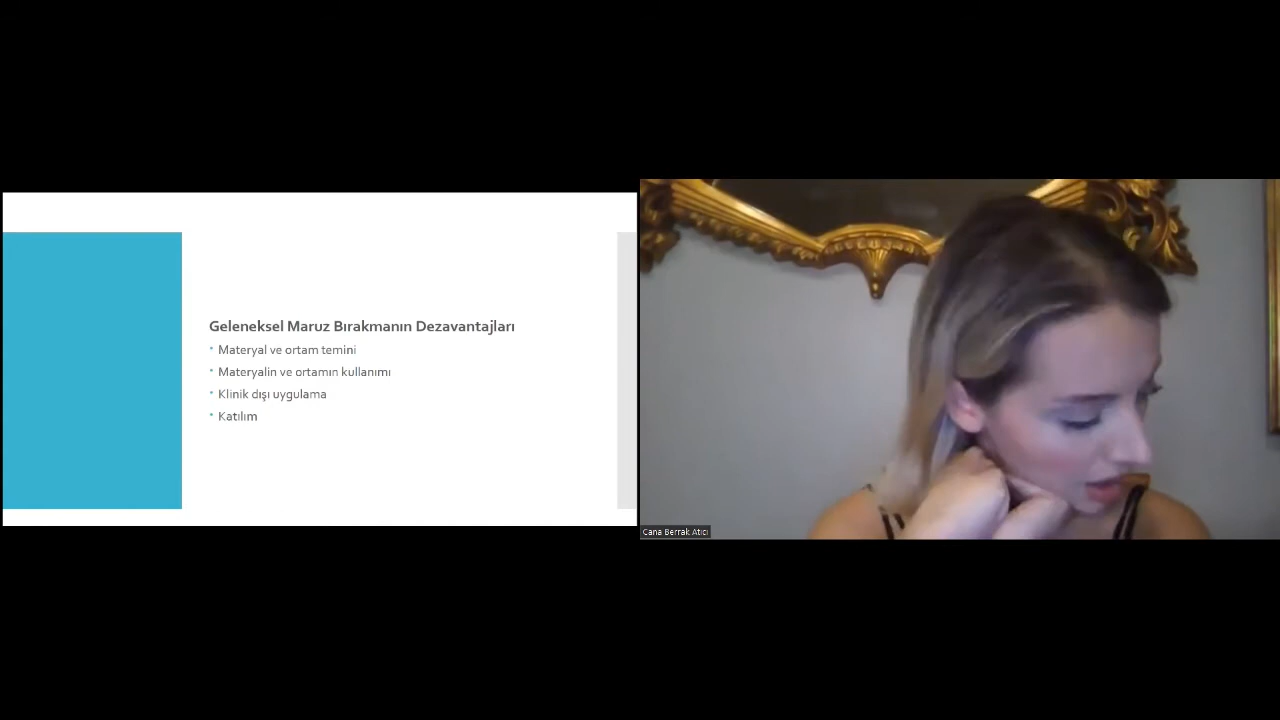 Geleneksel Maruz Bırakmanın Dezavantajları
• Materyal ve ortam temini
• Materyalin ve ortamın kullanımı
• Klinik dışı uygulama
• Katılım
Cana Berrak Atıcı